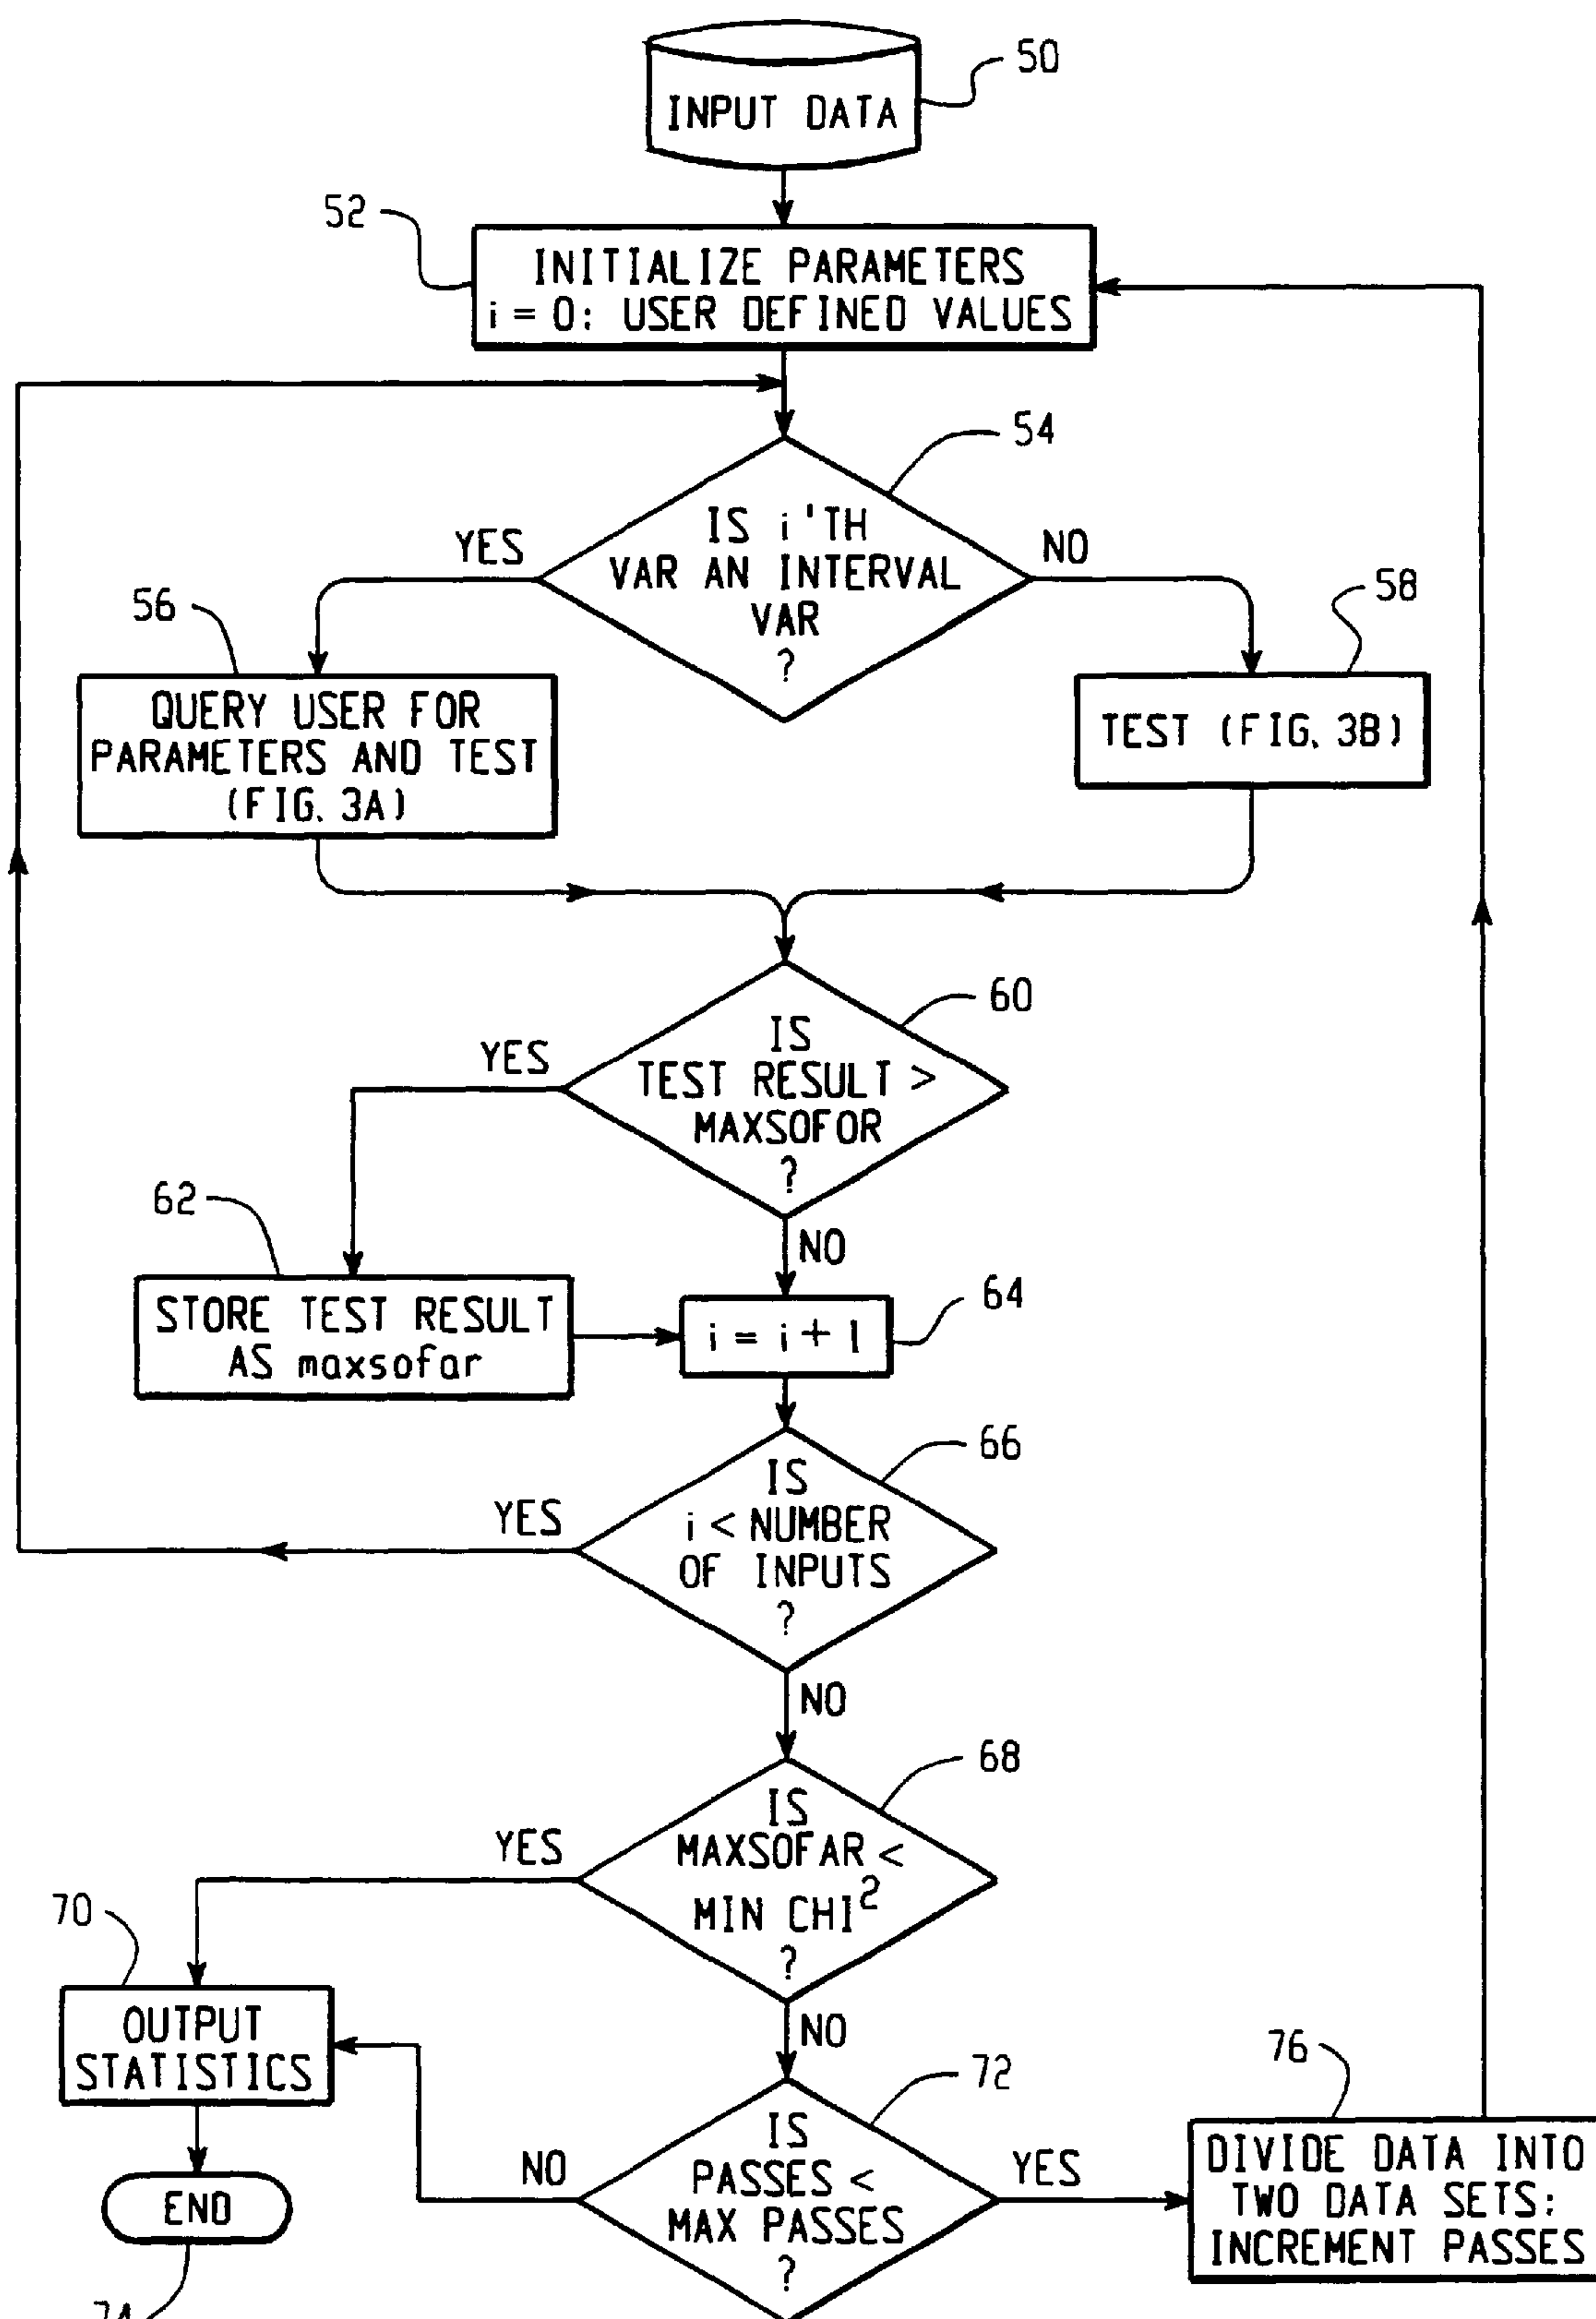 50
INPUT DATA
52
INITIALIZE PARAMETERS
i = 0; USER DEFINED VALUES
54
IS i'TH
VAR AN INTERVAL
VAR
?
YES
NO
56
58
QUERY USER FOR
PARAMETERS AND TEST
(FIG. 3A)
TEST (FIG. 3B)
60
IS
TEST RESULT >
MAXSOFOR
?
YES
NO
62
STORE TEST RESULT
AS maxsofar
64
i = i + 1
66
IS
i < NUMBER
OF INPUTS
?
YES
NO
68
IS
MAXSOFAR <
MIN CHI²
?
YES
NO
70
OUTPUT
STATISTICS
72
IS
PASSES <
MAX PASSES
?
NO
YES
76
DIVIDE DATA INTO
TWO DATA SETS;
INCREMENT PASSES
END
74